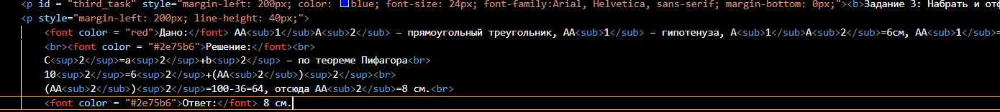 <p id = "third_task" style="margin-left: 200px; color: blue; font-size: 24px; font-family:Arial, Helvetica, sans-serif; margin-bottom: 0px;"><b>Задание 3: Набрать и отф
<p style="margin-left: 200px; line-height: 40px;">
<font color = "red">Дано:</font> AA<sub>1</sub>A<sub>2</sub> – прямоугольный треугольник, AA<sub>1</sub> – гипотенуза, A<sub>1</sub>A<sub>2</sub>=6см, AA<sub>1</sub>=
<br><font color = "#2e75b6">Решение:</font><br>
C<sup>2</sup>=a<sup>2</sup>+b<sup>2</sup> – по теореме Пифагора<br>
10<sup>2</sup>=6<sup>2</sup>+(AA<sub>2</sub>)<sup>2</sup><br>
(AA<sub>2</sub>)<sup>2</sup>=100-36=64, отсюда AA<sub>2</sub>=8 см.<br>
<font color = "#2e75b6">Ответ:</font> 8 см.